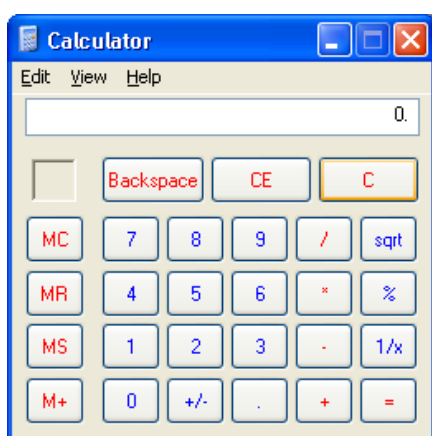 Calculator
Edit View Help
0.
Backspace CE C
MC 7 8 9 / sqrt
MR 4 5 6 * %
MS 1 2 3 - 1/x
M+ 0 +/- . + =